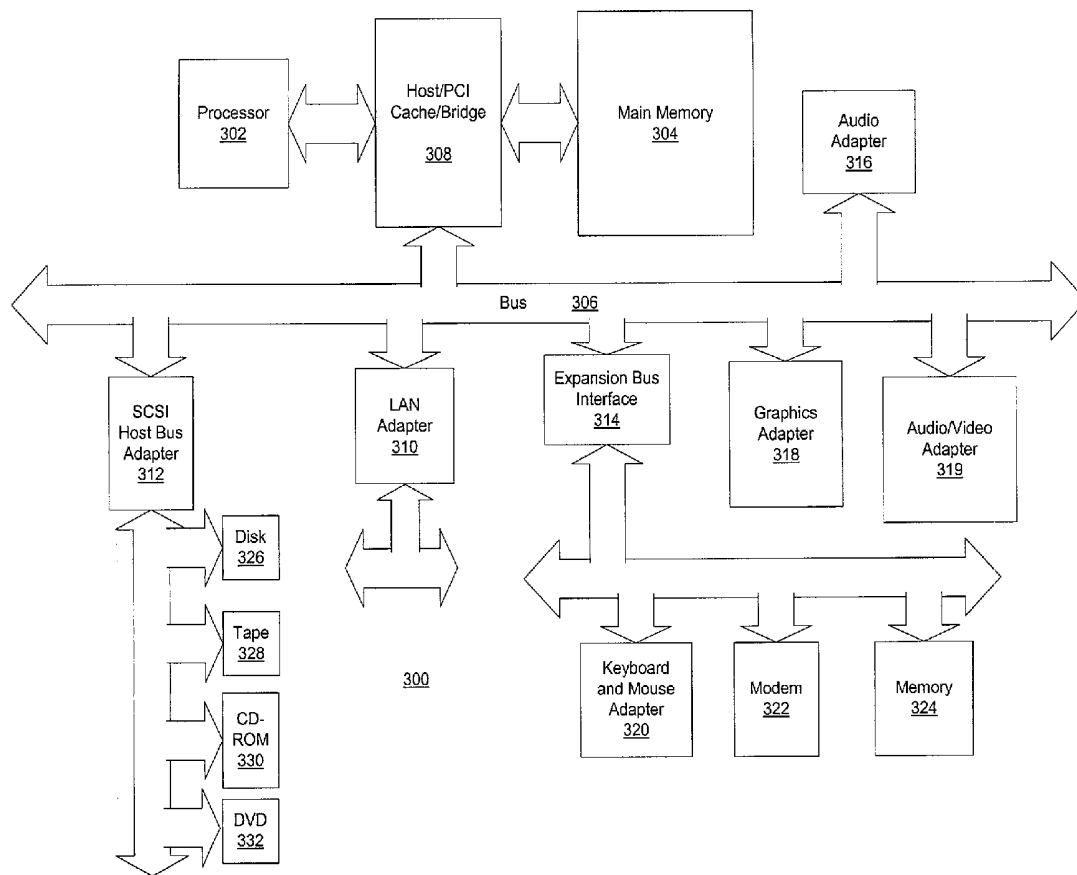 Processor
302
Host/PCI
Cache/Bridge
308
Main Memory
304
Audio
Adapter
316
Bus 306
SCSI
Host Bus
Adapter
312
LAN
Adapter
310
Expansion Bus
Interface
314
Graphics
Adapter
318
Audio/Video
Adapter
319
Disk
326
Tape
328
CD-
ROM
330
DVD
332
300
Keyboard
and Mouse
Adapter
320
Modem
322
Memory
324